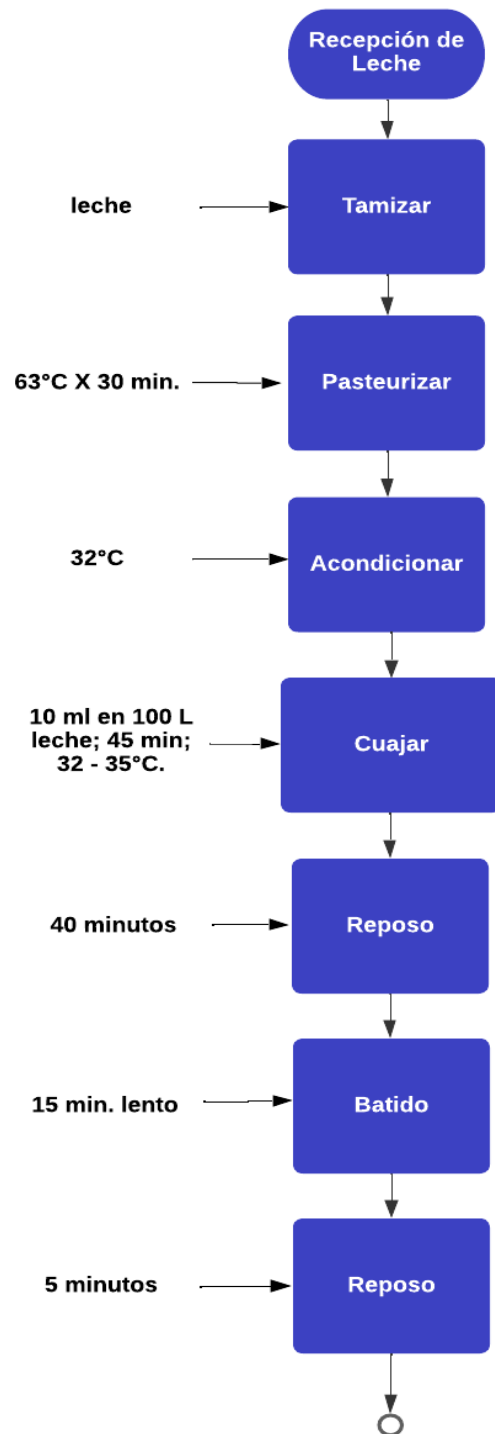 Recepción de
Leche
leche
Tamizar
63°C X 30 min.
Pasteurizar
32°C
Acondicionar
10 ml en 100 L
leche; 45 min;
32 - 35°C.
Cuajar
40 minutos
Reposo
15 min. lento
Batido
5 minutos
Reposo